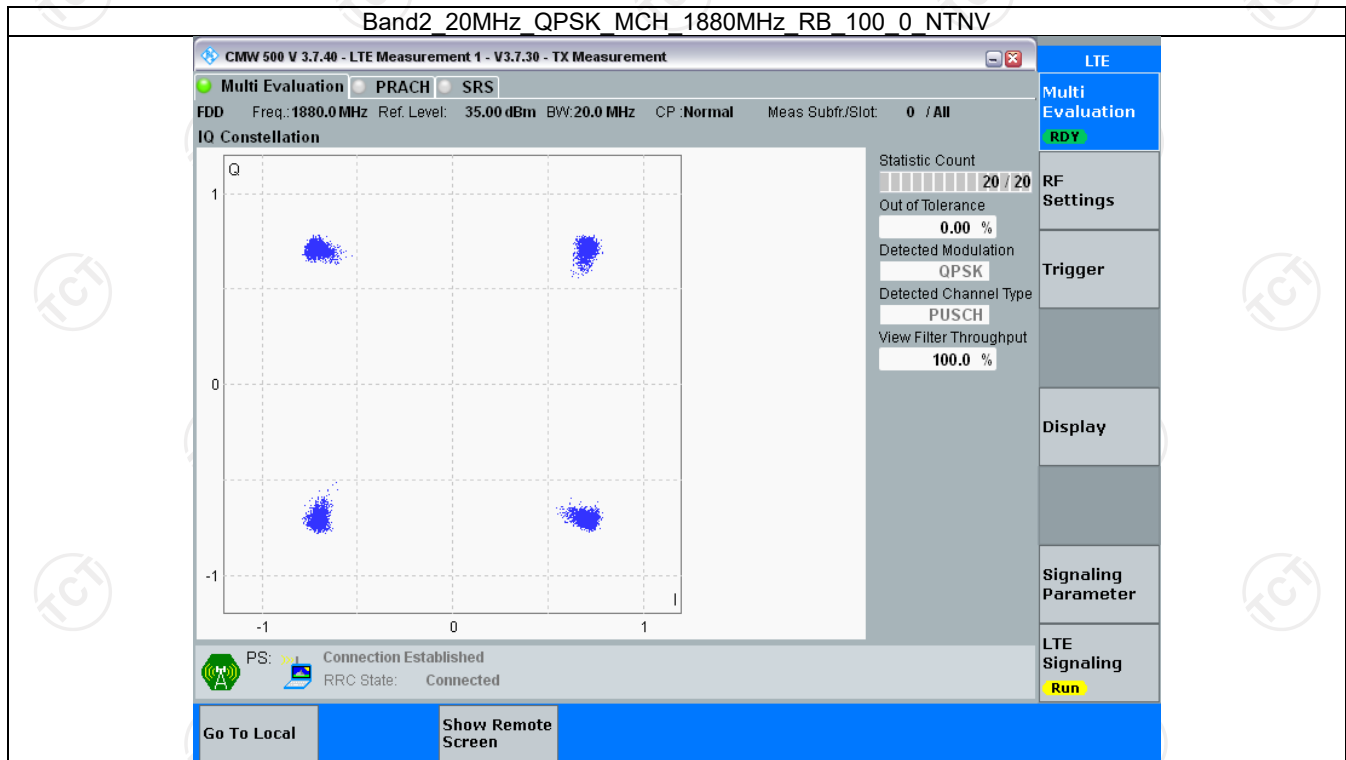 Band2_20MHz_QPSK_MCH_1880MHz_RB_100_0_NTNV
CMW 500 V 3.7.40 - LTE Measurement 1 - V3.7.30 - TX Measurement
LTE
Multi Evaluation PRACH SRS
FDD Freq.:1880.0 MHz Ref. Level: 35.00 dBm BW:20.0 MHz CP :Normal Meas Subfr./Slot: 0 / All
IQ Constellation
Q
1
0
-1
I
-1 0 1
Statistic Count
20 / 20
Out of Tolerance
0.00 %
Detected Modulation
QPSK
Detected Channel Type
PUSCH
View Filter Throughput
100.0 %
Multi
Evaluation
RDY
RF
Settings
Trigger
Display
Signaling
Parameter
LTE
Signaling
Run
PS: Connection Established
RRC State: Connected
Go To Local
Show Remote
Screen
TCT
TCT
TCT
TCT